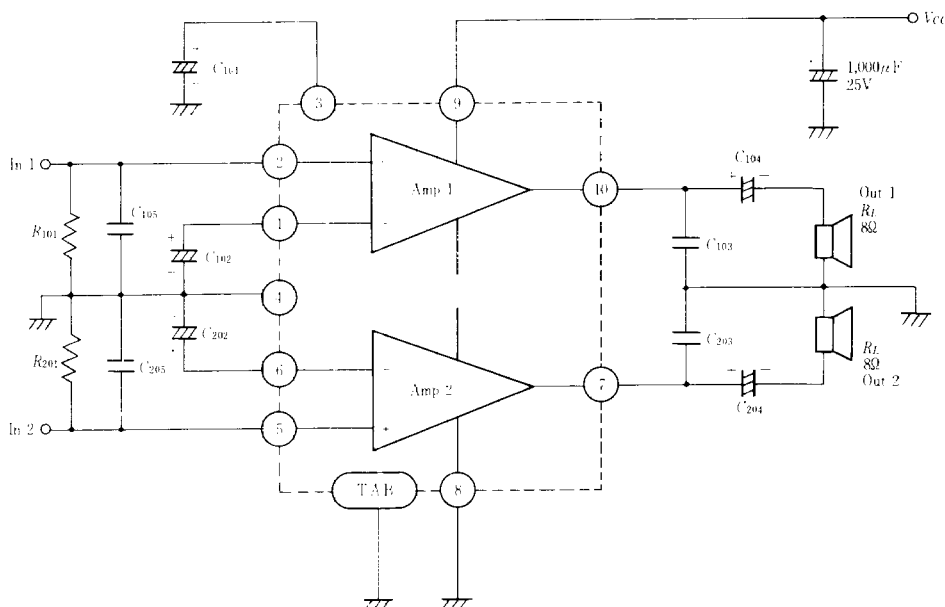 Vcc
C101
1,000μF
25V
3
9
In 1
2
Amp 1
10
C104
+ −
Out 1
RL
8Ω
R101
C105
1
+
C102
−
C103
4
C202
R201
C205
6
Amp 2
7
C203
RL
8Ω
Out 2
+ −
C204
In 2
5
+
TAB
8